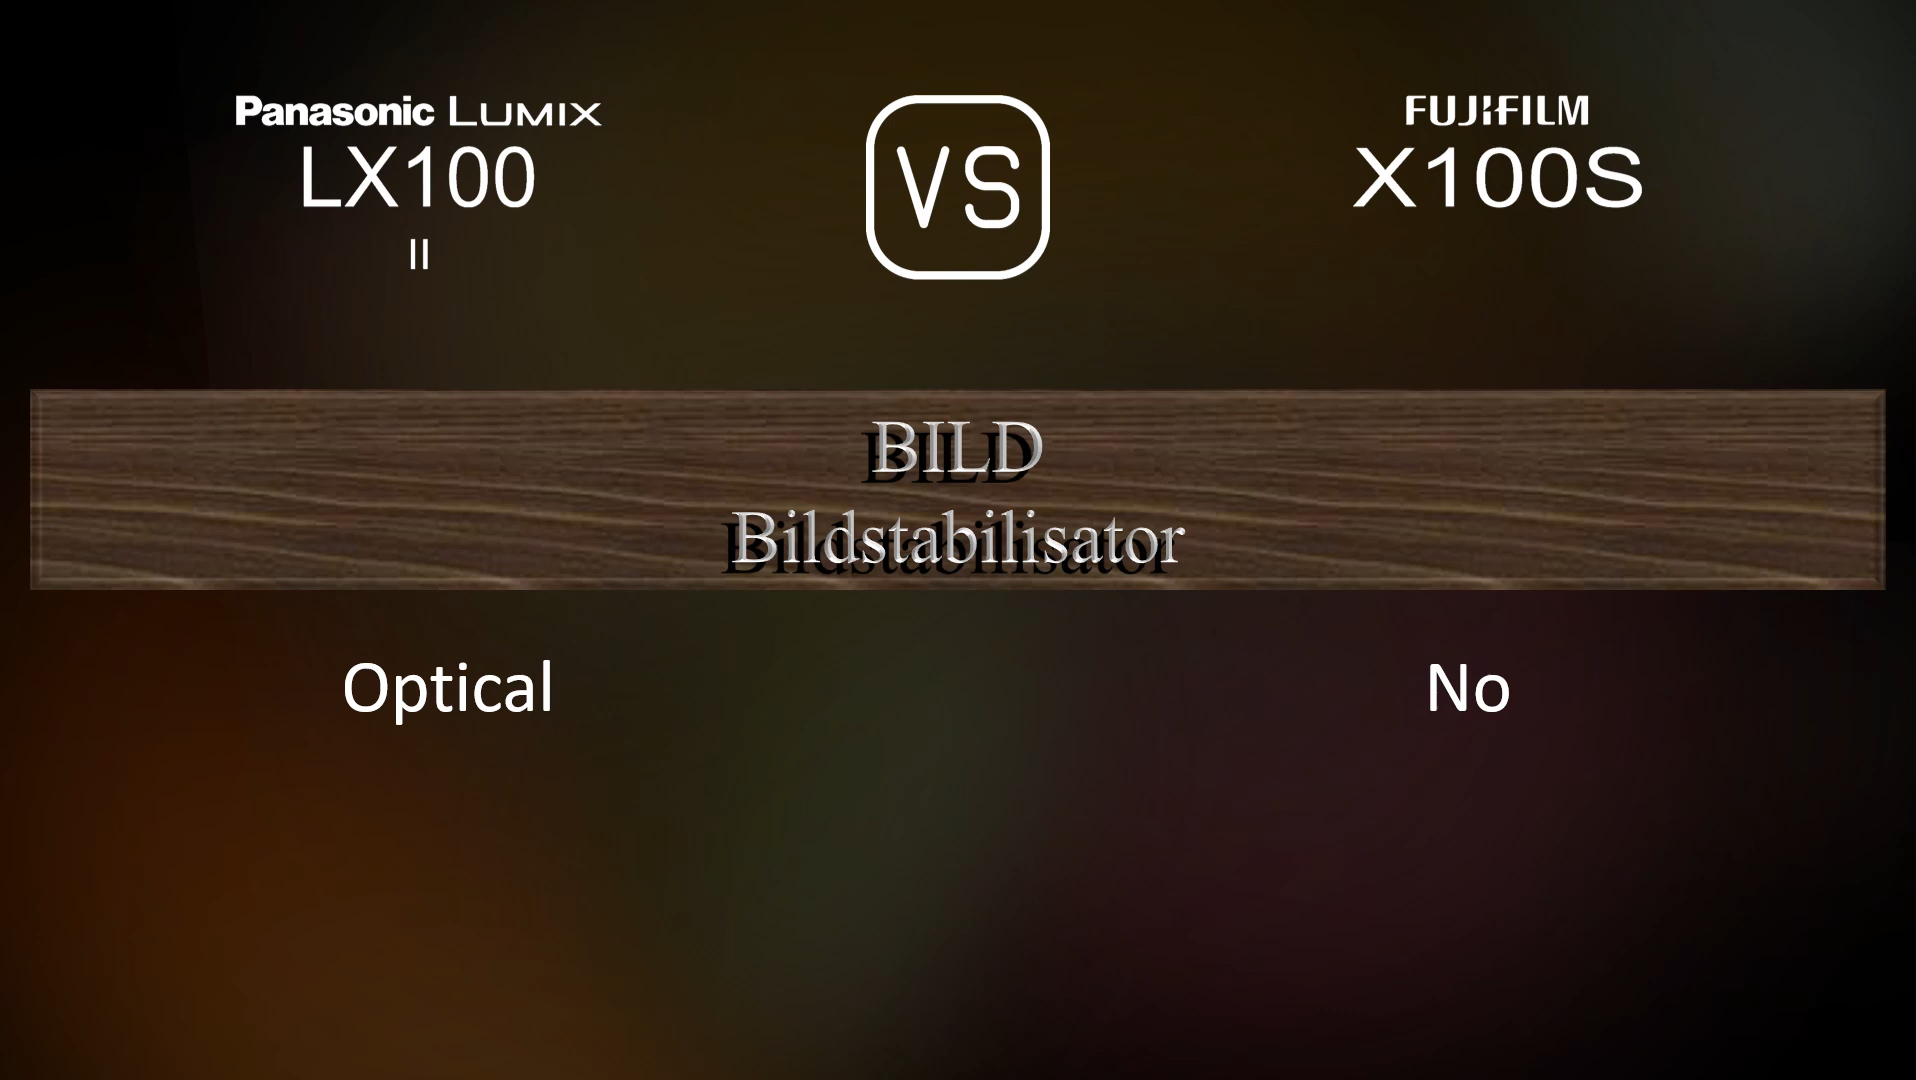 Panasonic LUMIX
LX100
II
VS
FUJIFILM
X100S
BILD
Bildstabilisator
Optical
No